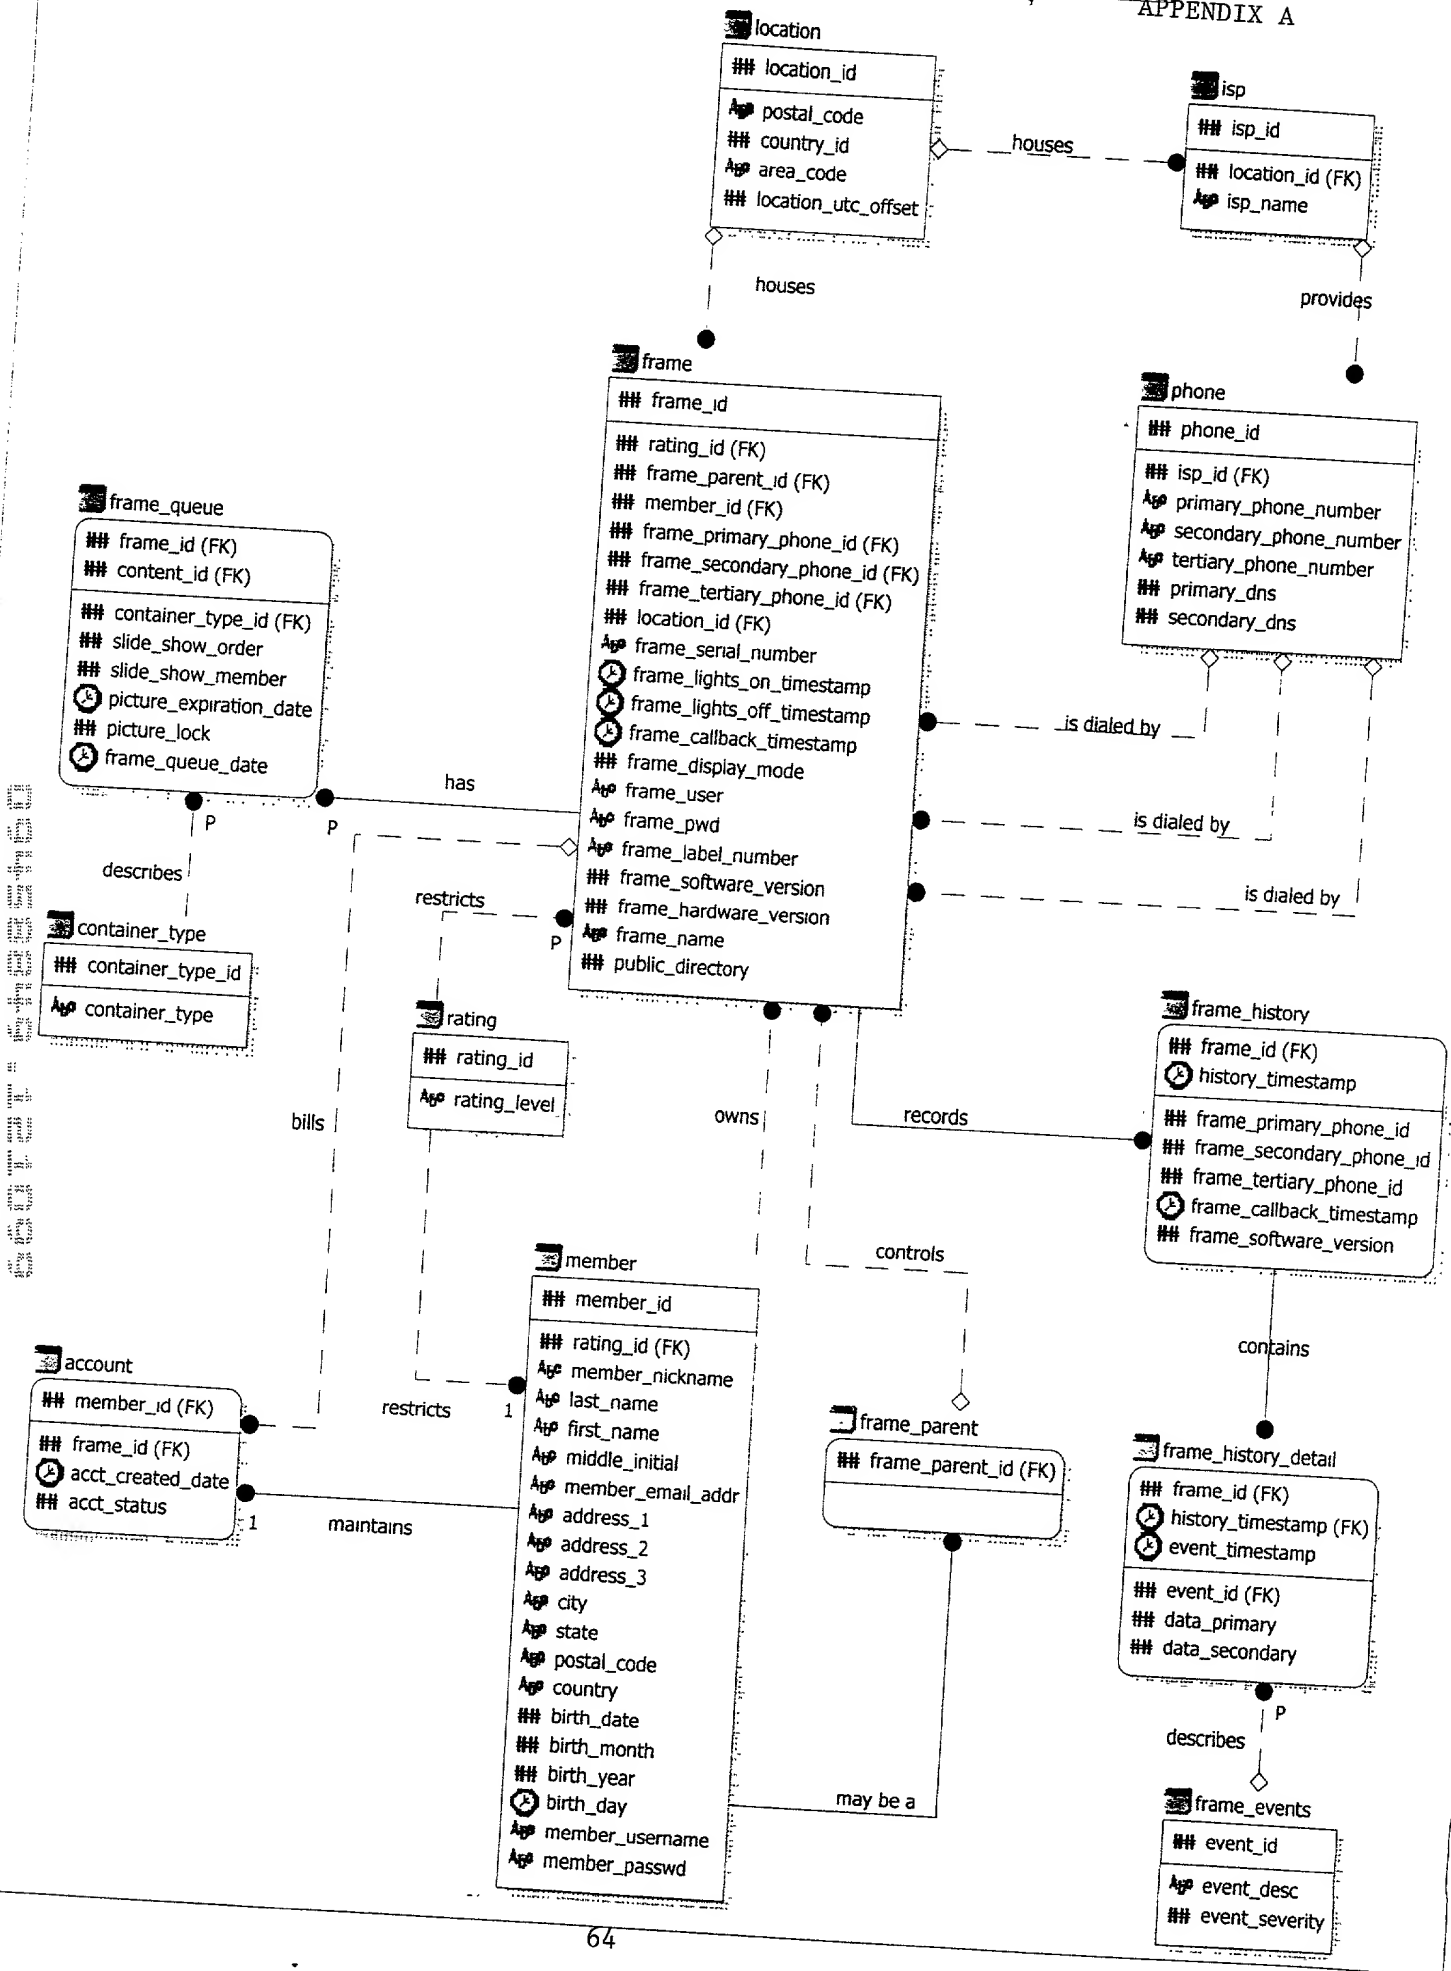 APPENDIX A
location
## location_id
postal_code
## country_id
area_code
## location_utc_offset
houses
isp
## isp_id
## location_id (FK)
isp_name
houses
provides
frame
## frame_id
## rating_id (FK)
## frame_parent_id (FK)
## member_id (FK)
## frame_primary_phone_id (FK)
## frame_secondary_phone_id (FK)
## frame_tertiary_phone_id (FK)
## location_id (FK)
frame_serial_number
frame_lights_on_timestamp
frame_lights_off_timestamp
frame_callback_timestamp
## frame_display_mode
frame_user
frame_pwd
frame_label_number
## frame_software_version
## frame_hardware_version
frame_name
## public_directory
phone
## phone_id
## isp_id (FK)
primary_phone_number
secondary_phone_number
tertiary_phone_number
## primary_dns
## secondary_dns
is dialed by
is dialed by
is dialed by
frame_queue
## frame_id (FK)
## content_id (FK)
## container_type_id (FK)
## slide_show_order
## slide_show_member
picture_expiration_date
## picture_lock
frame_queue_date
has
P
P
describes
restricts
P
container_type
## container_type_id
container_type
rating
## rating_id
rating_level
bills
owns
records
controls
frame_history
## frame_id (FK)
history_timestamp
## frame_primary_phone_id
## frame_secondary_phone_id
## frame_tertiary_phone_id
frame_callback_timestamp
## frame_software_version
contains
account
## member_id (FK)
## frame_id (FK)
acct_created_date
## acct_status
1
maintains
restricts
1
member
## member_id
## rating_id (FK)
member_nickname
last_name
first_name
middle_initial
member_email_addr
address_1
address_2
address_3
city
state
postal_code
country
## birth_date
## birth_month
## birth_year
birth_day
member_username
member_passwd
frame_parent
## frame_parent_id (FK)
may be a
frame_history_detail
## frame_id (FK)
history_timestamp (FK)
event_timestamp
## event_id (FK)
## data_primary
## data_secondary
P
describes
frame_events
## event_id
event_desc
## event_severity
64